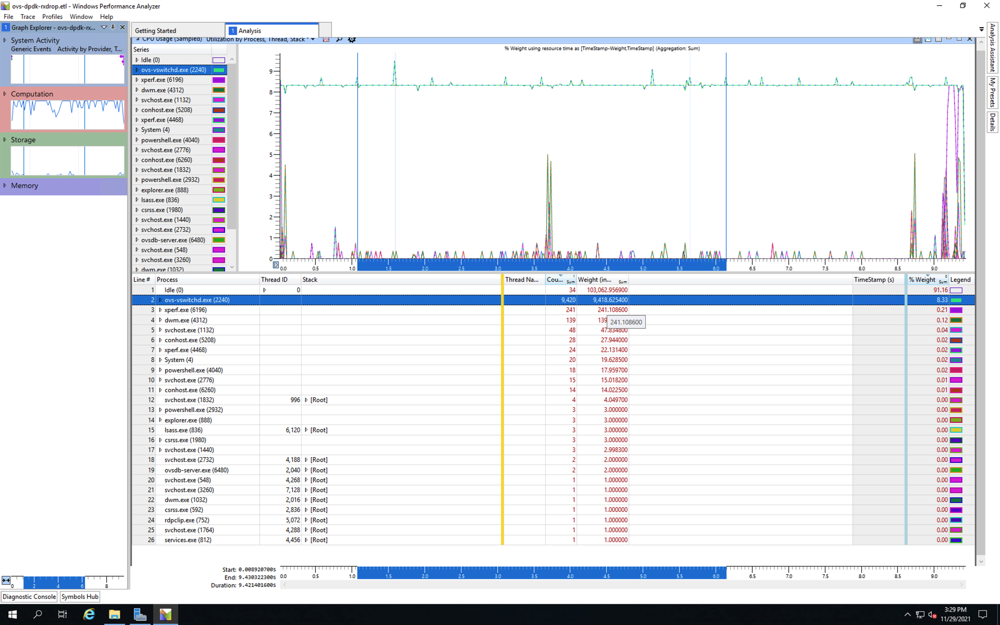 ovs-dpdk-rxdrop.etl - Windows Performance Analyzer
File Trace Profiles Window Help
1 Graph Explorer - ovs-dpdk-rx...
System Activity
Generic Events Activity by Provider, T...
Computation
Storage
Memory
0 2 4 6 8
Diagnostic Console Symbols Hub
Getting Started
1 Analysis
CPU Usage (Sampled) Utilization by Process, Thread, Stack *
Series
Idle (0)
ovs-vswitchd.exe (2240)
xperf.exe (6196)
dwm.exe (4312)
svchost.exe (1132)
conhost.exe (5208)
xperf.exe (4468)
System (4)
powershell.exe (4040)
svchost.exe (2776)
conhost.exe (6260)
svchost.exe (1832)
powershell.exe (2932)
explorer.exe (888)
lsass.exe (836)
csrss.exe (1980)
svchost.exe (1440)
svchost.exe (2732)
ovsdb-server.exe (6480)
svchost.exe (548)
svchost.exe (3260)
dwm.exe (1032)
% Weight using resource time as [TimeStamp-Weight,TimeStamp] (Aggregation: Sum)
9
8
7
6
5
4
3
2
1
0
0.0 0.5 1.0 1.5 2.0 2.5 3.0 3.5 4.0 4.5 5.0 5.5 6.0 6.5 7.0 7.5 8.0 8.5 9.0
Line # Process Thread ID Stack Thread Na... Cou... 1 Sum Weight (in... Sum TimeStamp (s) % Weight 0 Sum Legend
1 Idle (0) 0 34 103,062.956900 91.16
2 ovs-vswitchd.exe (2240) 9,420 9,418.625400 8.33
3 xperf.exe (6196) 241 241.108600 0.21
4 dwm.exe (4312) 139 139 0.12
241.108600
5 svchost.exe (1132) 48 47.834800 0.04
6 conhost.exe (5208) 28 27.944000 0.02
7 xperf.exe (4468) 24 22.131400 0.02
8 System (4) 20 19.628500 0.02
9 powershell.exe (4040) 18 17.959700 0.02
10 svchost.exe (2776) 15 15.018200 0.01
11 conhost.exe (6260) 14 14.022500 0.01
12 svchost.exe (1832) 996 [Root] 4 4.049700 0.00
13 powershell.exe (2932) 3 3.000000 0.00
14 explorer.exe (888) 3 3.000000 0.00
15 lsass.exe (836) 6,120 [Root] 3 3.000000 0.00
16 csrss.exe (1980) 3 3.000000 0.00
17 svchost.exe (1440) 3 2.998300 0.00
18 svchost.exe (2732) 4,188 [Root] 2 2.000000 0.00
19 ovsdb-server.exe (6480) 2,040 [Root] 2 2.000000 0.00
20 svchost.exe (548) 4,268 [Root] 1 1.000000 0.00
21 svchost.exe (3260) 7,128 [Root] 1 1.000000 0.00
22 dwm.exe (1032) 2,016 [Root] 1 1.000000 0.00
23 csrss.exe (592) 2,836 [Root] 1 1.000000 0.00
24 rdpclip.exe (752) 5,072 [Root] 1 1.000000 0.00
25 svchost.exe (1764) 4,288 [Root] 1 1.000000 0.00
26 services.exe (812) 4,456 [Root] 1 1.000000 0.00
Start: 0.008920700s
End: 9.430322300s
Duration: 9.421401600s
0.0 0.5 1.0 1.5 2.0 2.5 3.0 3.5 4.0 4.5 5.0 5.5 6.0 6.5 7.0 7.5 8.0 8.5 9.0
Analysis Assistant
My Presets
Details
3:29 PM
11/29/2021